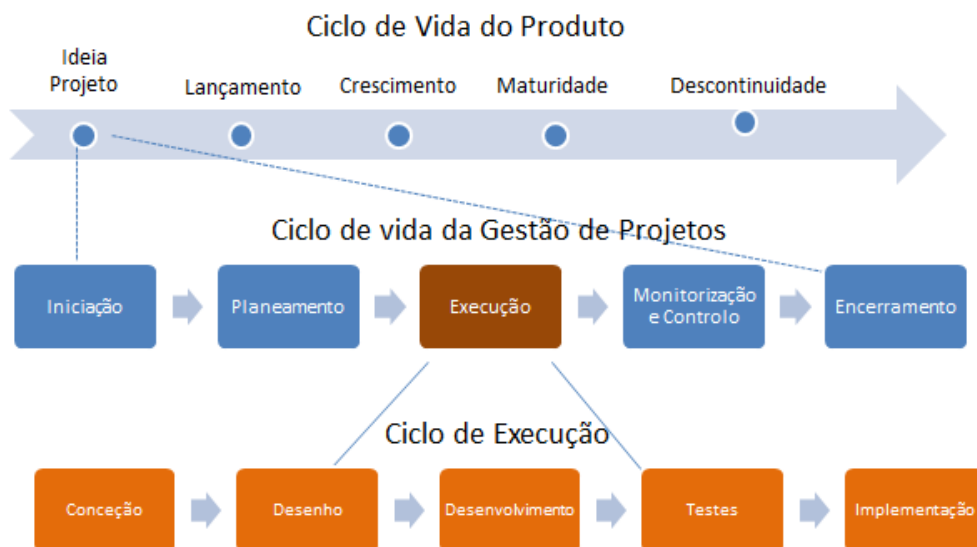 Ciclo de Vida do Produto
Ideia
Projeto
Lançamento
Crescimento
Maturidade
Descontinuidade
Ciclo de vida da Gestão de Projetos
Iniciação
Planeamento
Execução
Monitorização
e Controlo
Encerramento
Ciclo de Execução
Conceção
Desenho
Desenvolvimento
Testes
Implementação